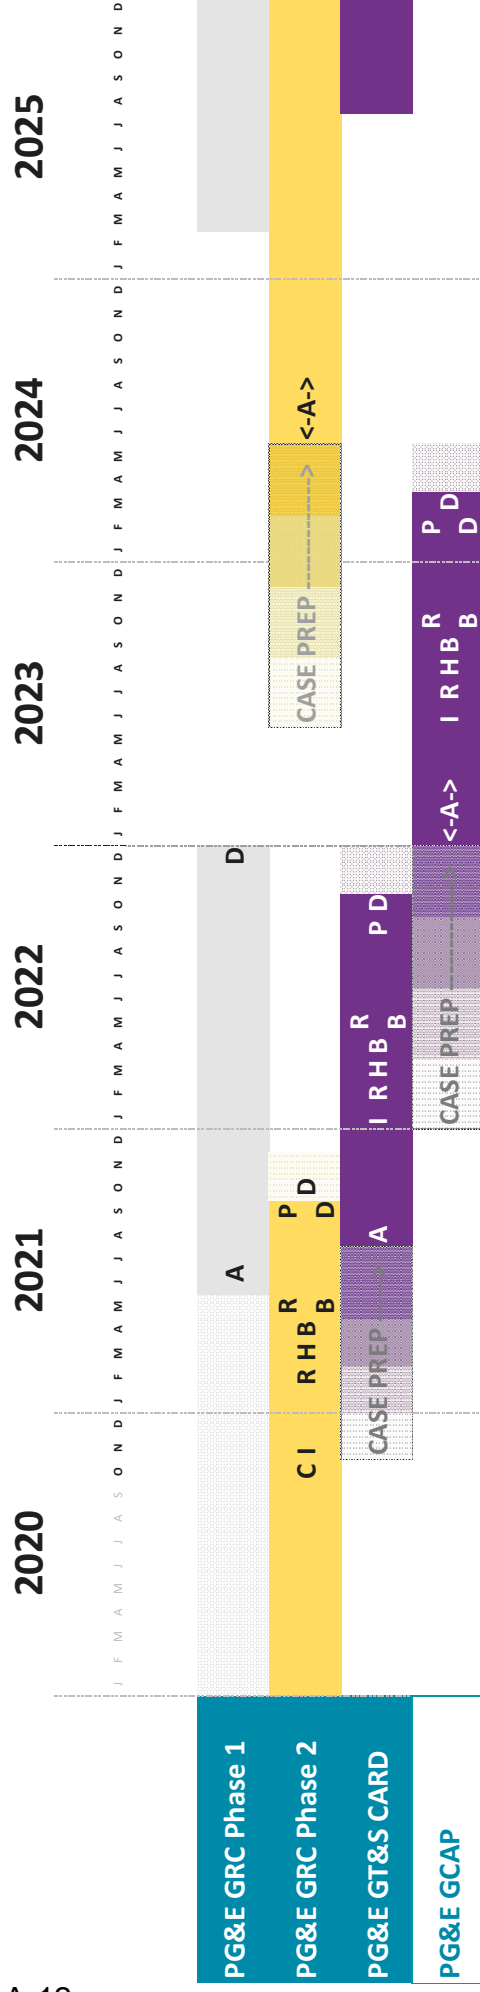 2020 2021 2022 2023 2024 2025
J F M A M J J A S O N D J F M A M J J A S O N D J F M A M J J A S O N D J F M A M J J A S O N D J F M A M J J A S O N D J F M A M J J A S O N D
PG&E GRC Phase 1 A D
PG&E GRC Phase 2 C I R H B R B P D D CASE PREP ----------> <-A->
PG&E GT&S CARD CASE PREP -----> A I R H B R B P D
PG&E GCAP CASE PREP ----------> <-A-> I R H B R B P D D